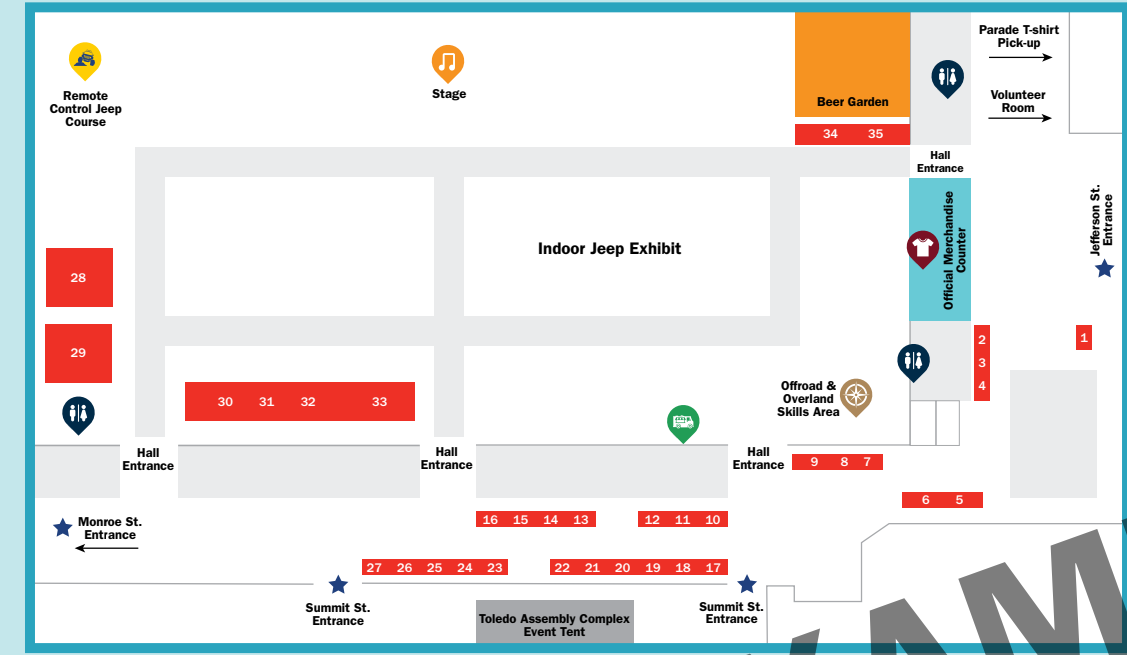 Parade T-shirt
Pick-up
Remote
Control Jeep
Course
Stage
Beer Garden
Volunteer
Room
34 35
Hall
Entrance
Indoor Jeep Exhibit
Official Merchandise
Counter
Jefferson St.
Entrance
28
29
2
3
4
1
30 31 32 33
Offroad &
Overland
Skills Area
Hall
Entrance
Hall
Entrance
Hall
Entrance
9 8 7
6 5
16 15 14 13
12 11 10
Monroe St.
Entrance
27 26 25 24 23
22 21 20 19 18 17
Summit St.
Entrance
Summit St.
Entrance
Toledo Assembly Complex
Event Tent